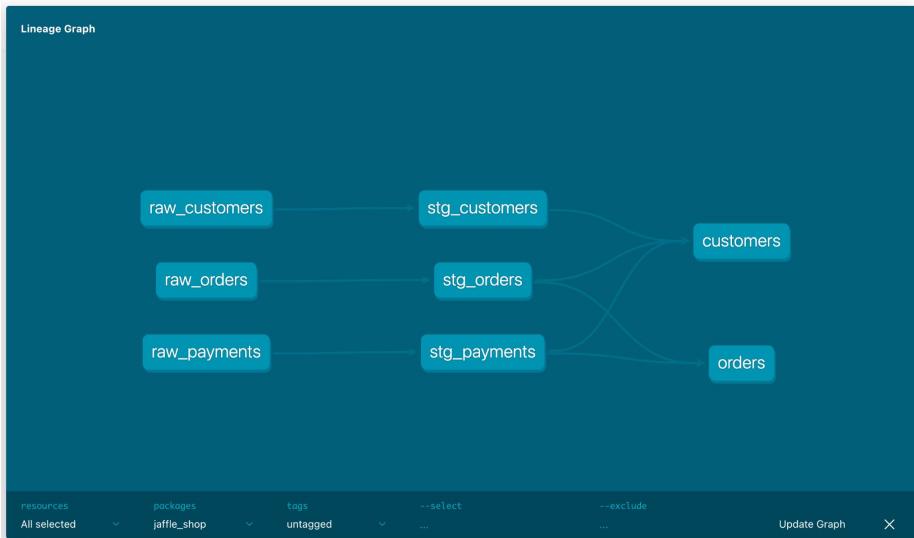 Lineage Graph
raw_customers
stg_customers
customers
raw_orders
stg_orders
raw_payments
stg_payments
orders
resources
packages
tags
--select
--exclude
All selected
jaffle_shop
untagged
...
...
Update Graph